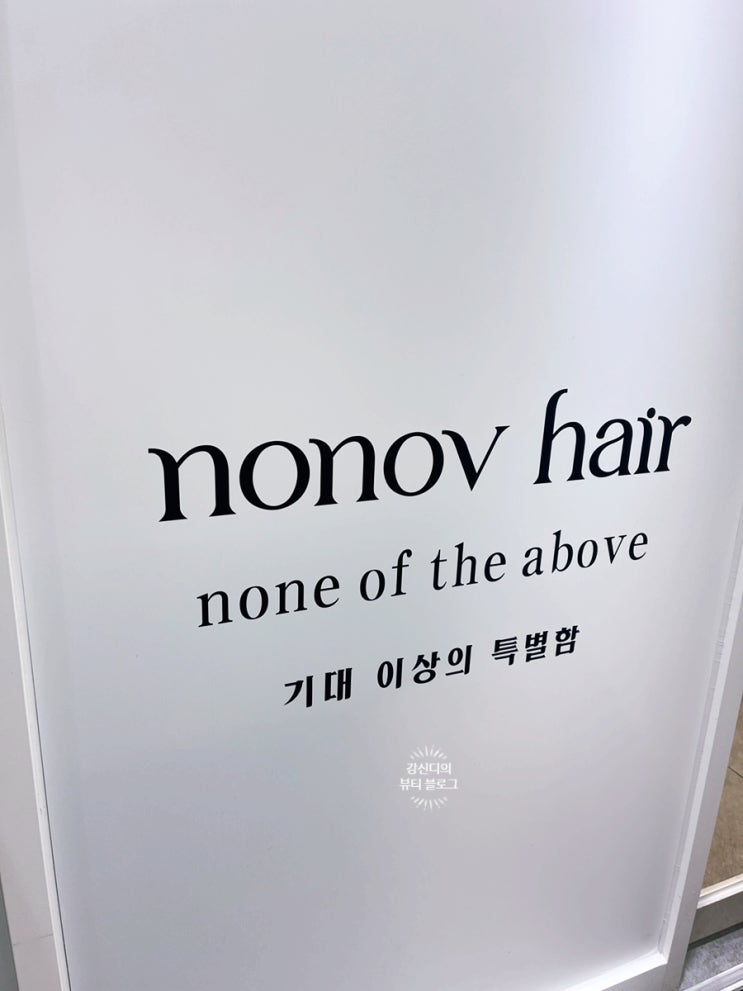 nonov hair
none of the above
기대 이상의 특별함
감신디의
뷰티 블로그